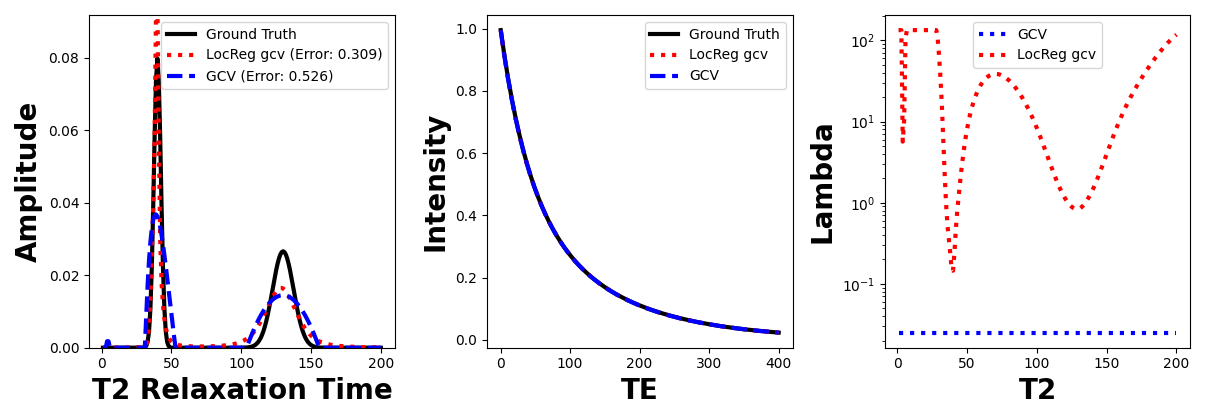 Amplitude
0.00
0.02
0.04
0.06
0.08
0
50
100
150
200
T2 Relaxation Time
Ground Truth
LocReg gcv (Error: 0.309)
GCV (Error: 0.526)
Intensity
0.0
0.2
0.4
0.6
0.8
1.0
0
100
200
300
400
TE
Ground Truth
LocReg gcv
GCV
Lambda
10⁻¹
10⁰
10¹
10²
0
50
100
150
200
T2
GCV
LocReg gcv